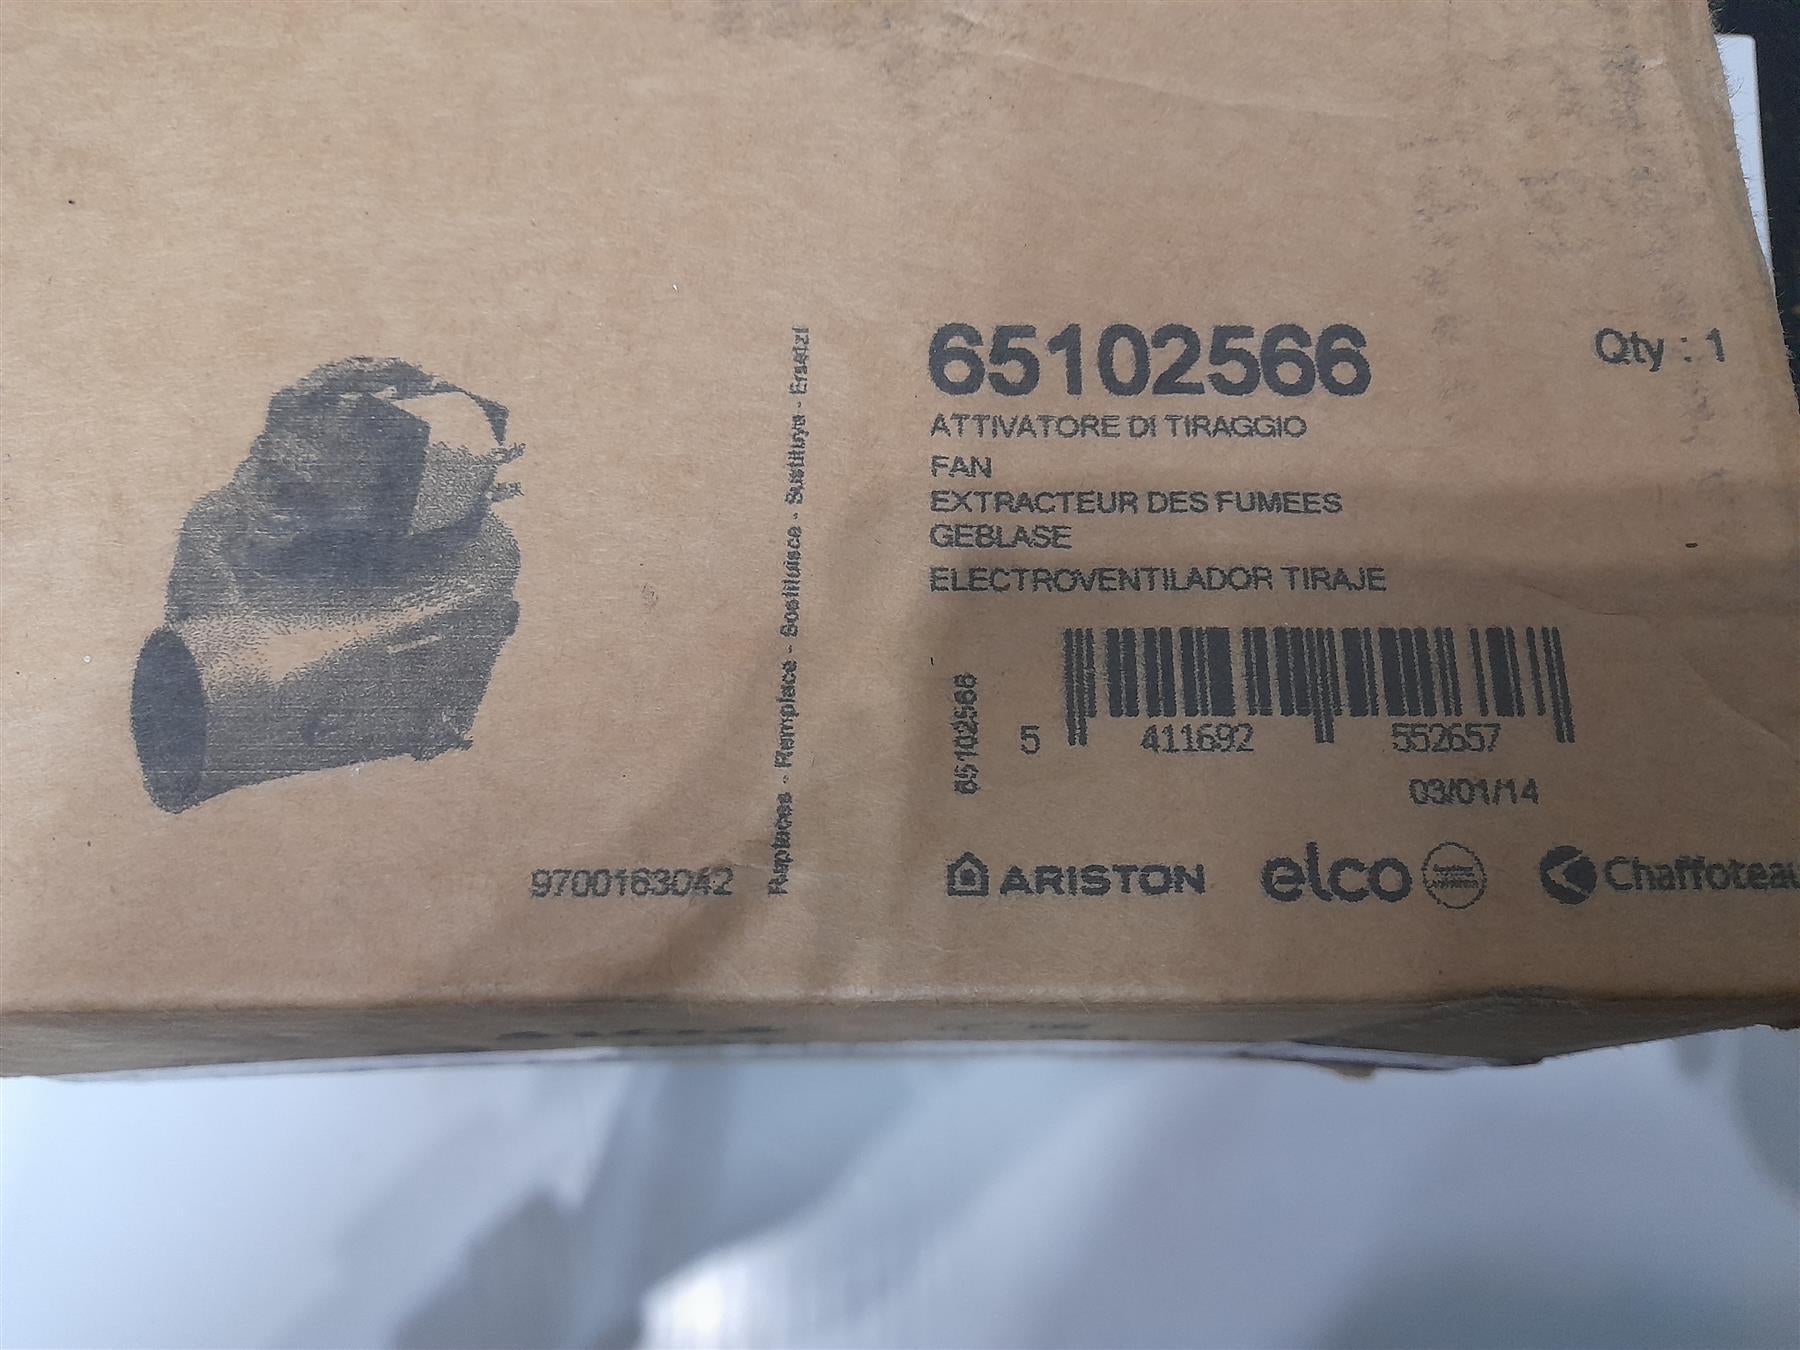 65102566
Qty : 1
ATTIVATORE DI TIRAGGIO
FAN
EXTRACTEUR DES FUMEES
GEBLASE
ELECTROVENTILADOR TIRAJE
Replaces - Remplace - Sostituisce - Sustituye - Ersetzt
65102566
5 411692 552657
03/01/14
9700163042
ARISTON
elco
Chaffoteau